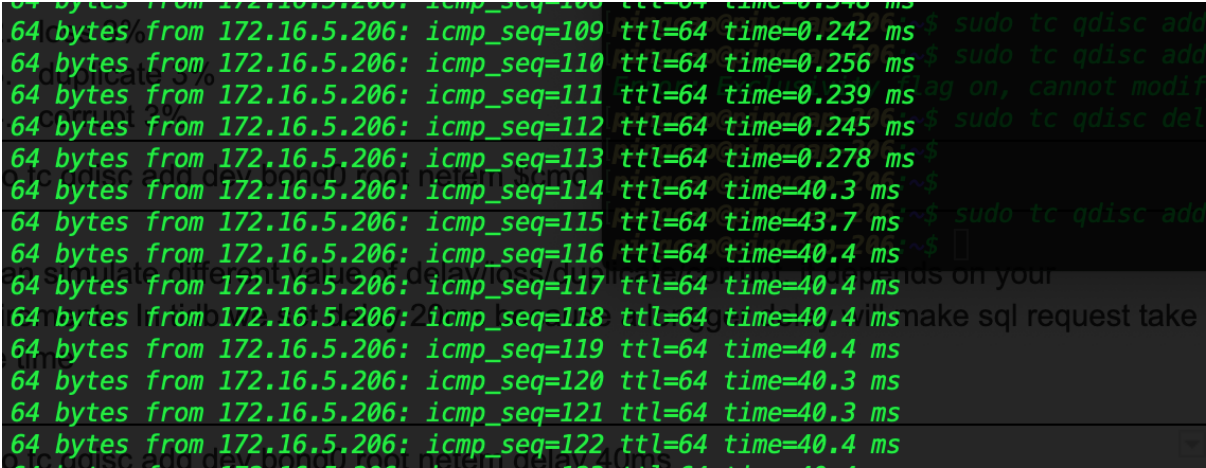 64 bytes from 172.16.5.206: icmp_seq=108 ttl=64 time=0.348 ms
64 bytes from 172.16.5.206: icmp_seq=109 ttl=64 time=0.242 ms
$ sudo tc qdisc add
64 bytes from 172.16.5.206: icmp_seq=110 ttl=64 time=0.256 ms
$ sudo tc qdisc add
duplicate 3%
64 bytes from 172.16.5.206: icmp_seq=111 ttl=64 time=0.239 ms
flag on, cannot modif
corrupt 3%
64 bytes from 172.16.5.206: icmp_seq=112 ttl=64 time=0.245 ms
$ sudo tc qdisc del
64 bytes from 172.16.5.206: icmp_seq=113 ttl=64 time=0.278 ms
o tc qdisc add dev bond0 root netem $cmd
64 bytes from 172.16.5.206: icmp_seq=114 ttl=64 time=40.3 ms
64 bytes from 172.16.5.206: icmp_seq=115 ttl=64 time=43.7 ms
$ sudo tc qdisc add
64 bytes from 172.16.5.206: icmp_seq=116 ttl=64 time=40.4 ms
an simulate different value of delay/loss/duplicate depends on your
64 bytes from 172.16.5.206: icmp_seq=117 ttl=64 time=40.4 ms
64 bytes from 172.16.5.206: icmp_seq=118 ttl=64 time=40.4 ms
will make sql request take
64 bytes from 172.16.5.206: icmp_seq=119 ttl=64 time=40.4 ms
e time
64 bytes from 172.16.5.206: icmp_seq=120 ttl=64 time=40.3 ms
64 bytes from 172.16.5.206: icmp_seq=121 ttl=64 time=40.3 ms
64 bytes from 172.16.5.206: icmp_seq=122 ttl=64 time=40.4 ms
o tc qdisc add dev bond0 root netem delay 40ms